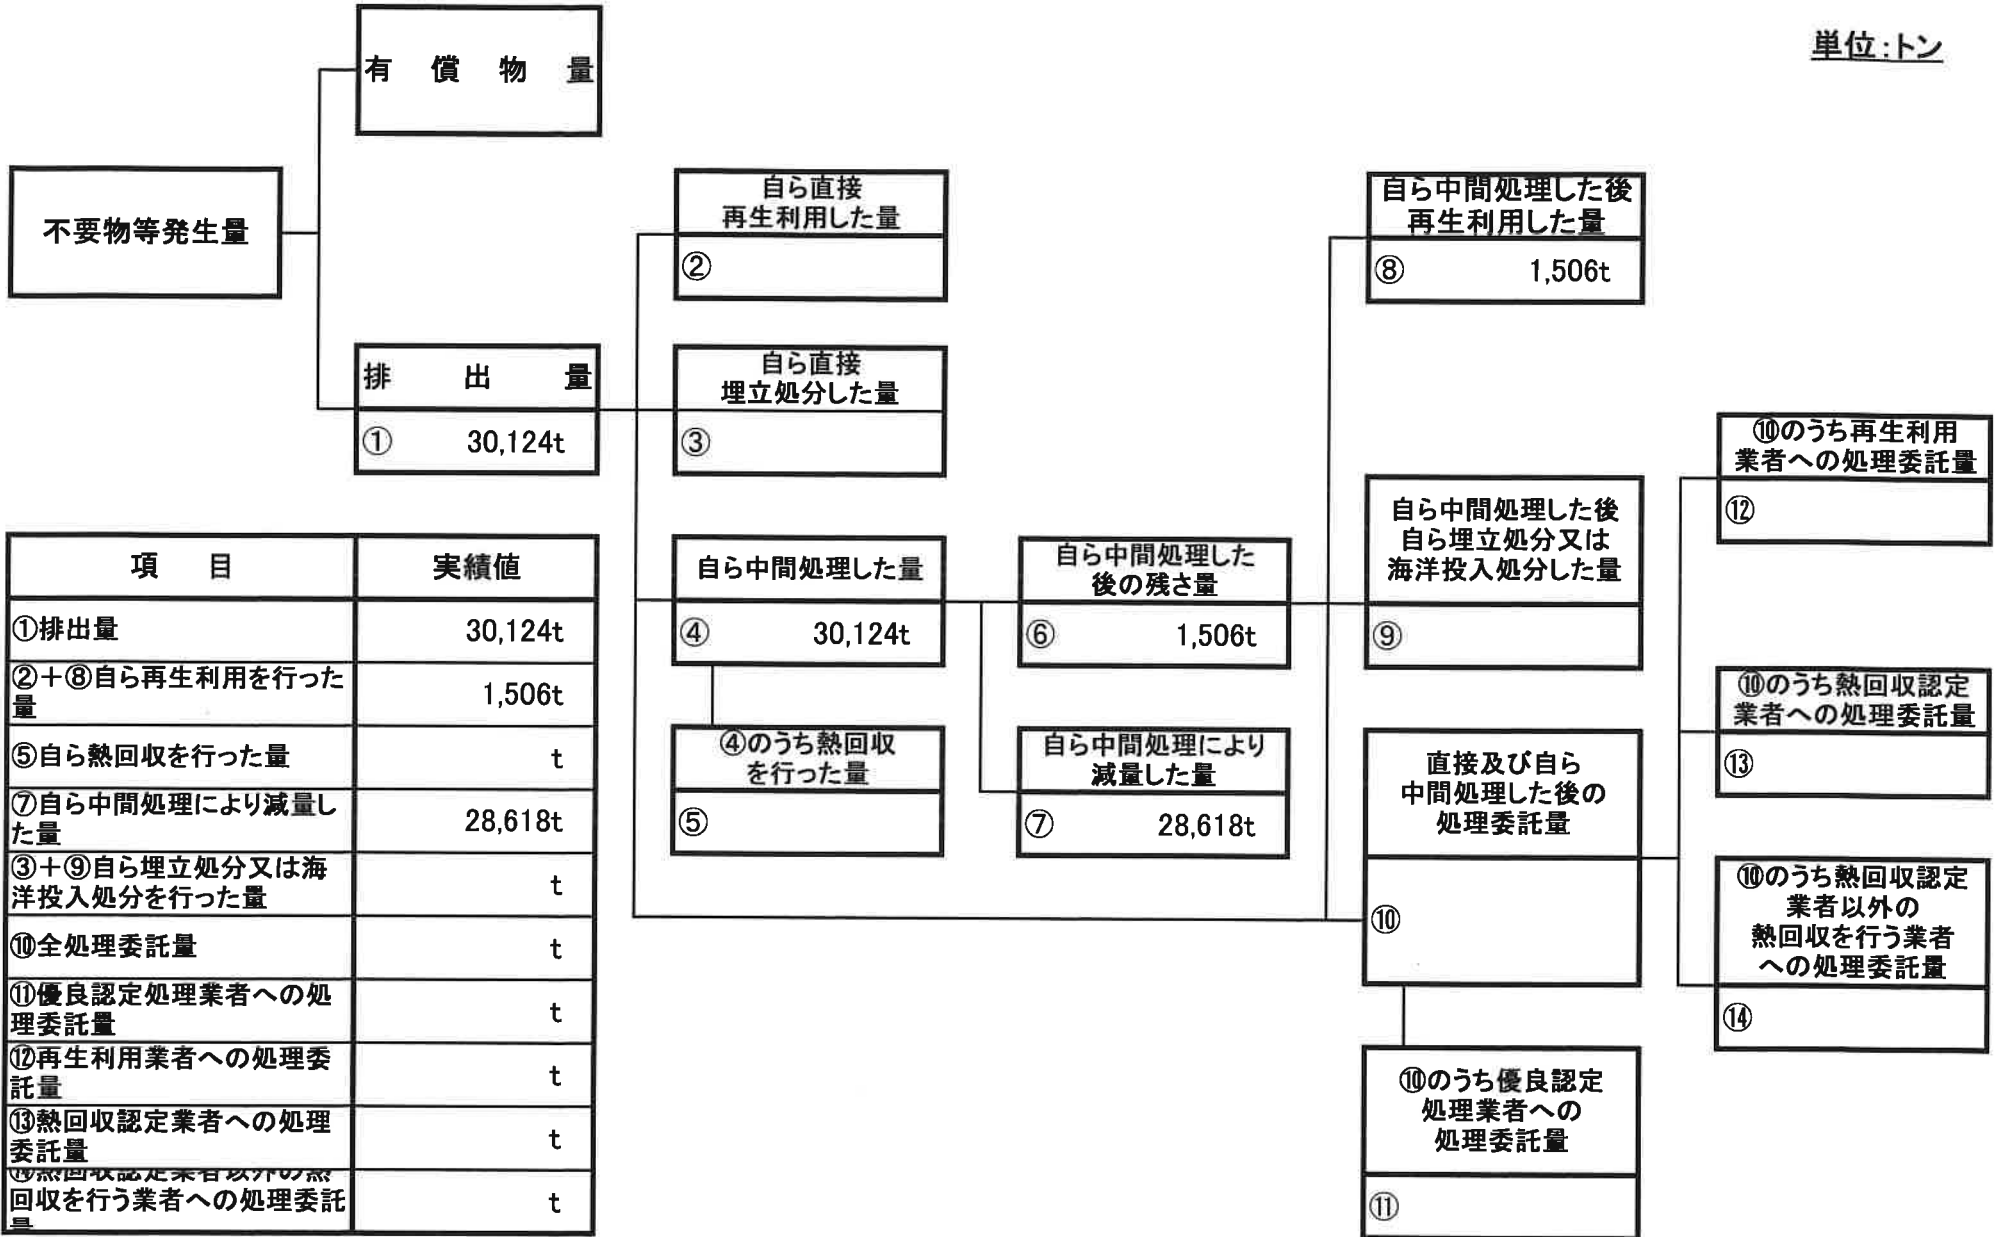 単位:トン
有償物量
不要物等発生量
排出量
① 30,124t
自ら直接
再生利用した量
②
自ら直接
埋立処分した量
③
自ら中間処理した量
④ 30,124t
④のうち熱回収
を行った量
⑤
自ら中間処理した
後の残さ量
⑥ 1,506t
自ら中間処理により
減量した量
⑦ 28,618t
自ら中間処理した後
再生利用した量
⑧ 1,506t
自ら中間処理した後
自ら埋立処分又は
海洋投入処分した量
⑨
直接及び自ら
中間処理した後の
処理委託量
⑩
⑩のうち優良認定
処理業者への
処理委託量
⑪
⑩のうち再生利用
業者への処理委託量
⑫
⑩のうち熱回収認定
業者への処理委託量
⑬
⑩のうち熱回収認定
業者以外の
熱回収を行う業者
への処理委託量
⑭
項目 実績値
①排出量 30,124t
②＋⑧自ら再生利用を行った
量 1,506t
⑤自ら熱回収を行った量 t
⑦自ら中間処理により減量し
た量 28,618t
③＋⑨自ら埋立処分又は海
洋投入処分を行った量 t
⑩全処理委託量 t
⑪優良認定処理業者への処
理委託量 t
⑫再生利用業者への処理委
託量 t
⑬熱回収認定業者への処理
委託量 t
⑭熱回収認定業者以外の熱
回収を行う業者への処理委託
量 t